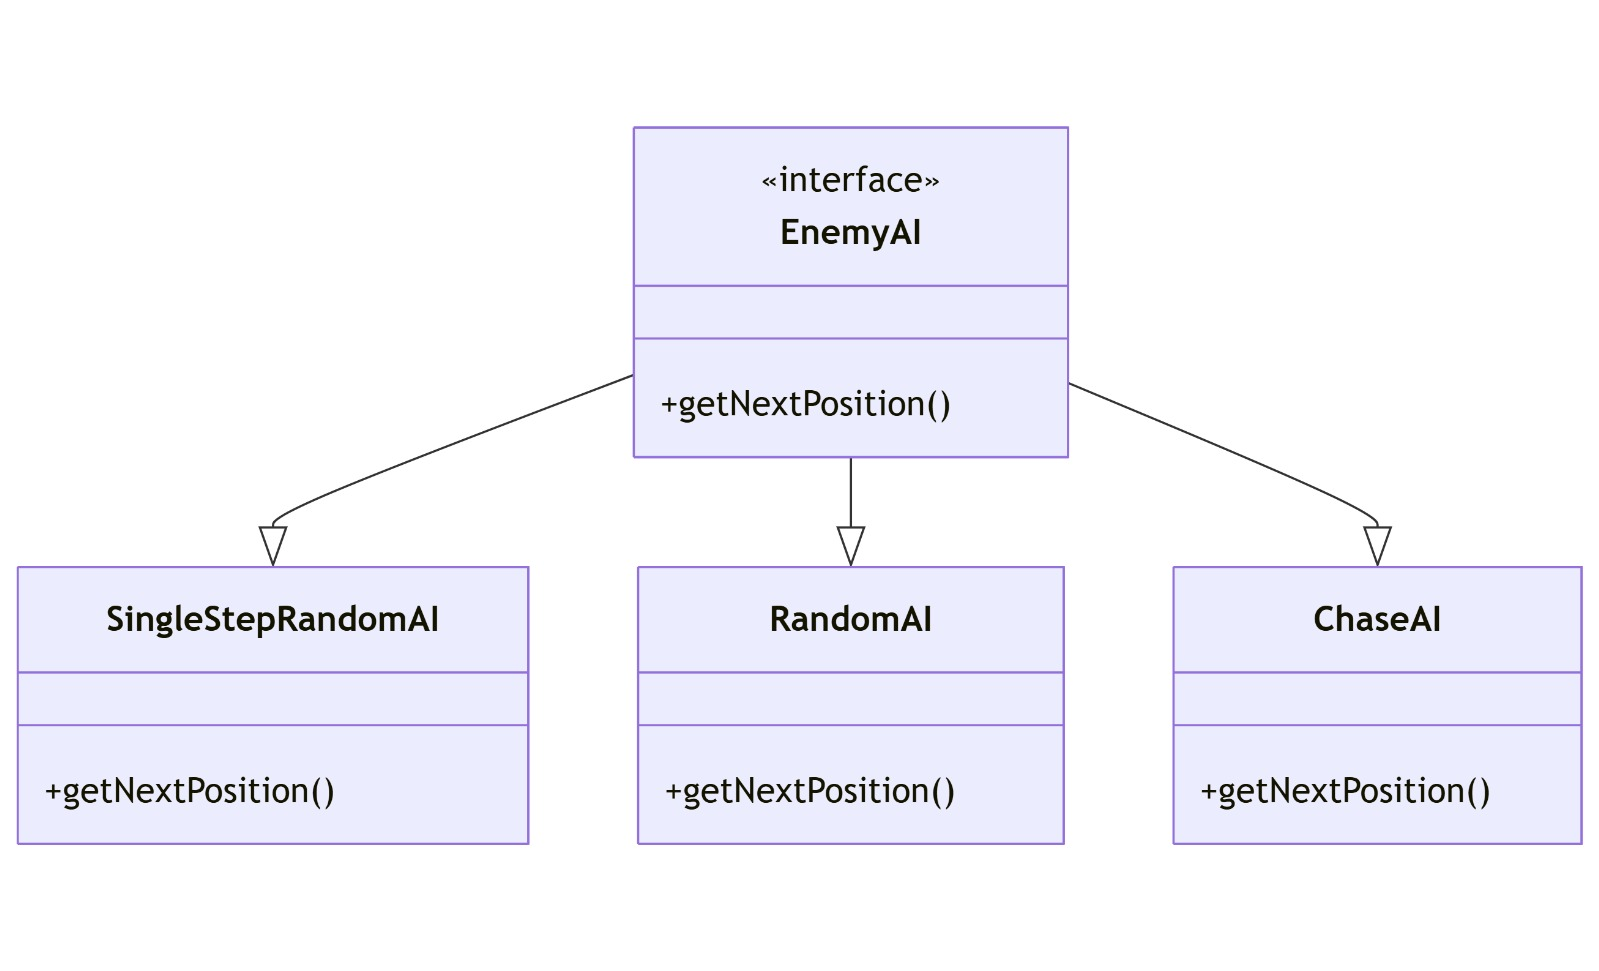 «interface»
EnemyAI
+getNextPosition()
SingleStepRandomAI
+getNextPosition()
RandomAI
+getNextPosition()
ChaseAI
+getNextPosition()